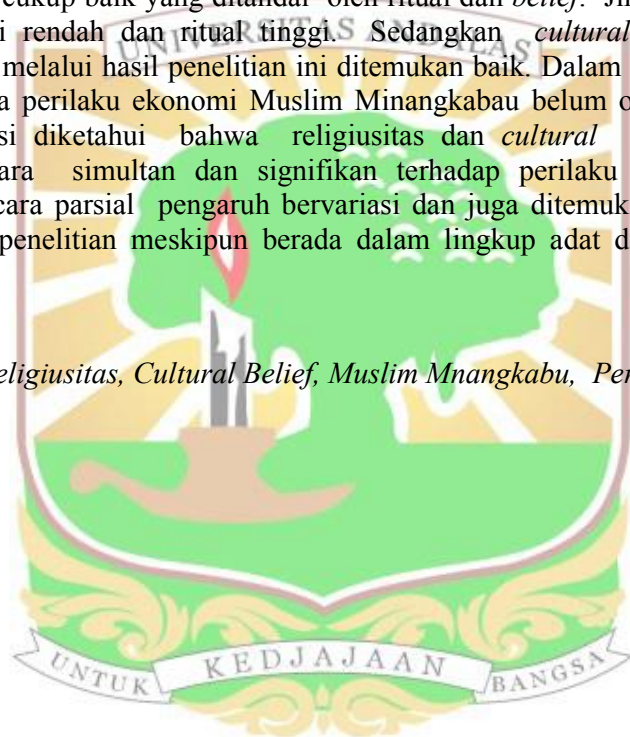 cukup baik yang ditandai oleh ritual dan belief.
i rendah dan ritual tinggi. Sedangkan cultural
UNIVERSITAS ANDALAS
melalui hasil penelitian ini ditemukan baik. Dalam
a perilaku ekonomi Muslim Minangkabau belum o
si diketahui bahwa religiusitas dan cultural
ara simultan dan signifikan terhadap perilaku
cara parsial pengaruh bervariasi dan juga ditemuk
penelitian meskipun berada dalam lingkup adat d
eligiusitas, Cultural Belief, Muslim Mnangkabu, Per
UNTUK KEDJAJAAN BANGSA